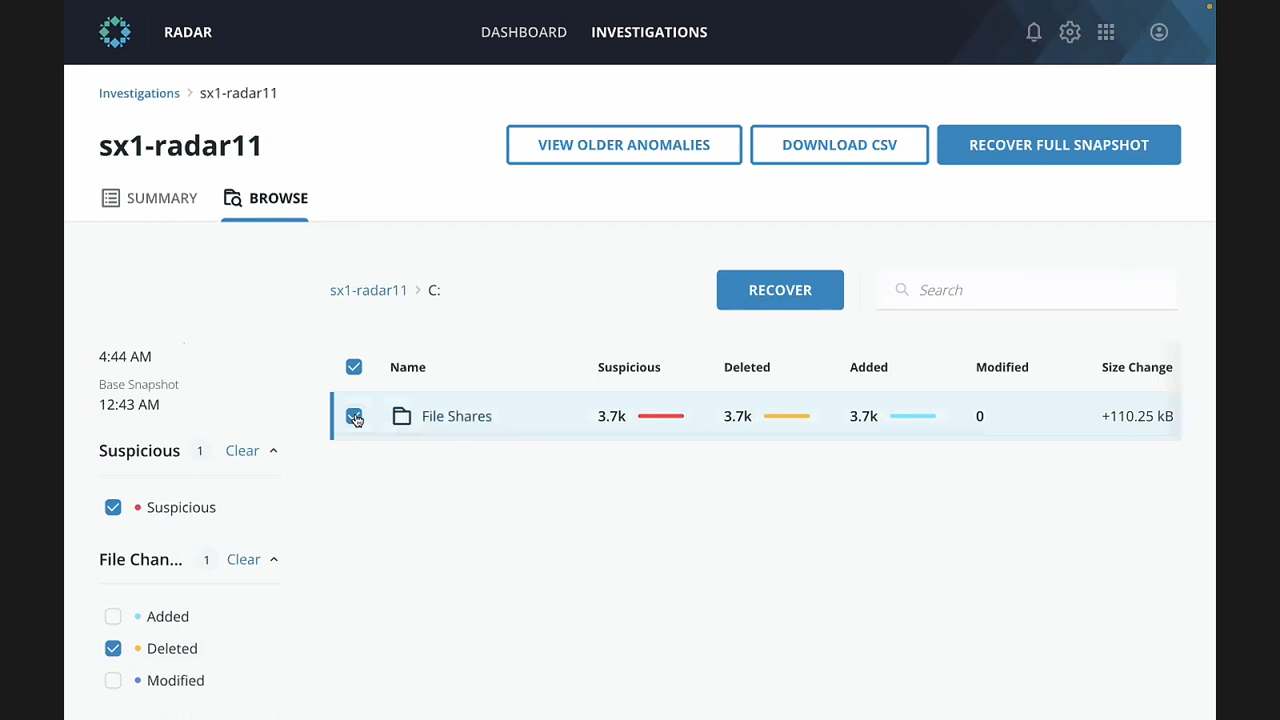 RADAR
DASHBOARD
INVESTIGATIONS
Investigations > sx1-radar11
sx1-radar11
VIEW OLDER ANOMALIES
DOWNLOAD CSV
RECOVER FULL SNAPSHOT
SUMMARY
BROWSE
sx1-radar11 > C:
RECOVER
Search
4:44 AM
Base Snapshot
12:43 AM
Suspicious 1 Clear
Suspicious
File Chan... 1 Clear
Added
Deleted
Modified
Name Suspicious Deleted Added Modified Size Change
File Shares 3.7k 3.7k 3.7k 0 +110.25 kB